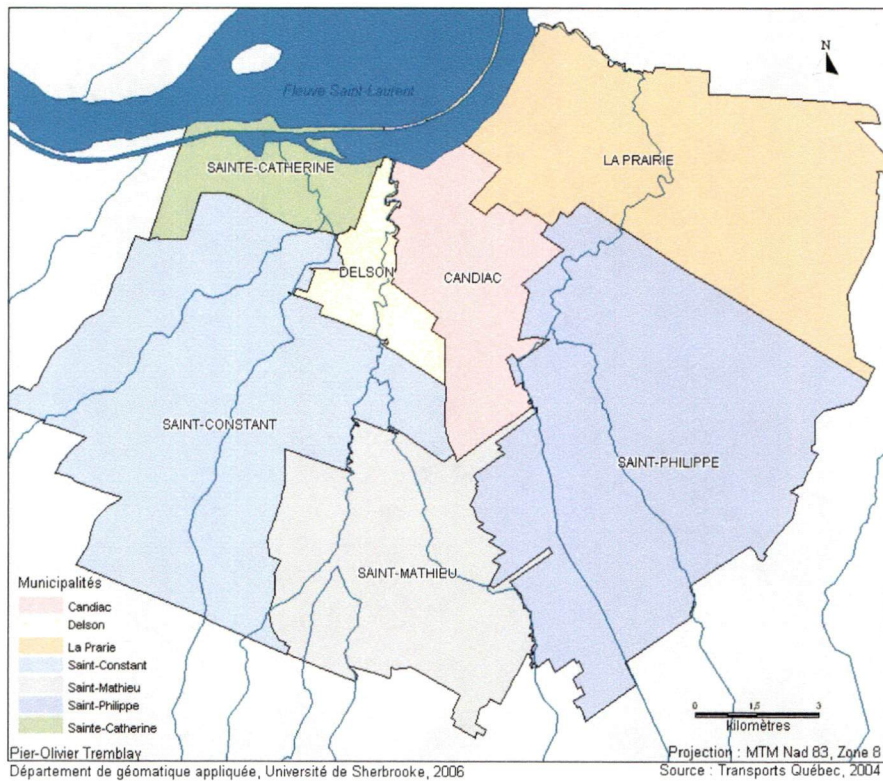 Fleuve Saint-Laurent
N
SAINTE-CATHERINE
LA PRAIRIE
DELSON
CANDIAC
SAINT-CONSTANT
SAINT-PHILIPPE
SAINT-MATHIEU
Municipalités
Candiac
Delson
La Prarie
Saint-Constant
Saint-Mathieu
Saint-Philippe
Sainte-Catherine
0 1,5 3
kilomètres
Pier-Olivier Tremblay
Projection : MTM Nad 83, Zone 8
Département de géomatique appliquée, Université de Sherbrooke, 2006
Source : Transports Québec, 2004